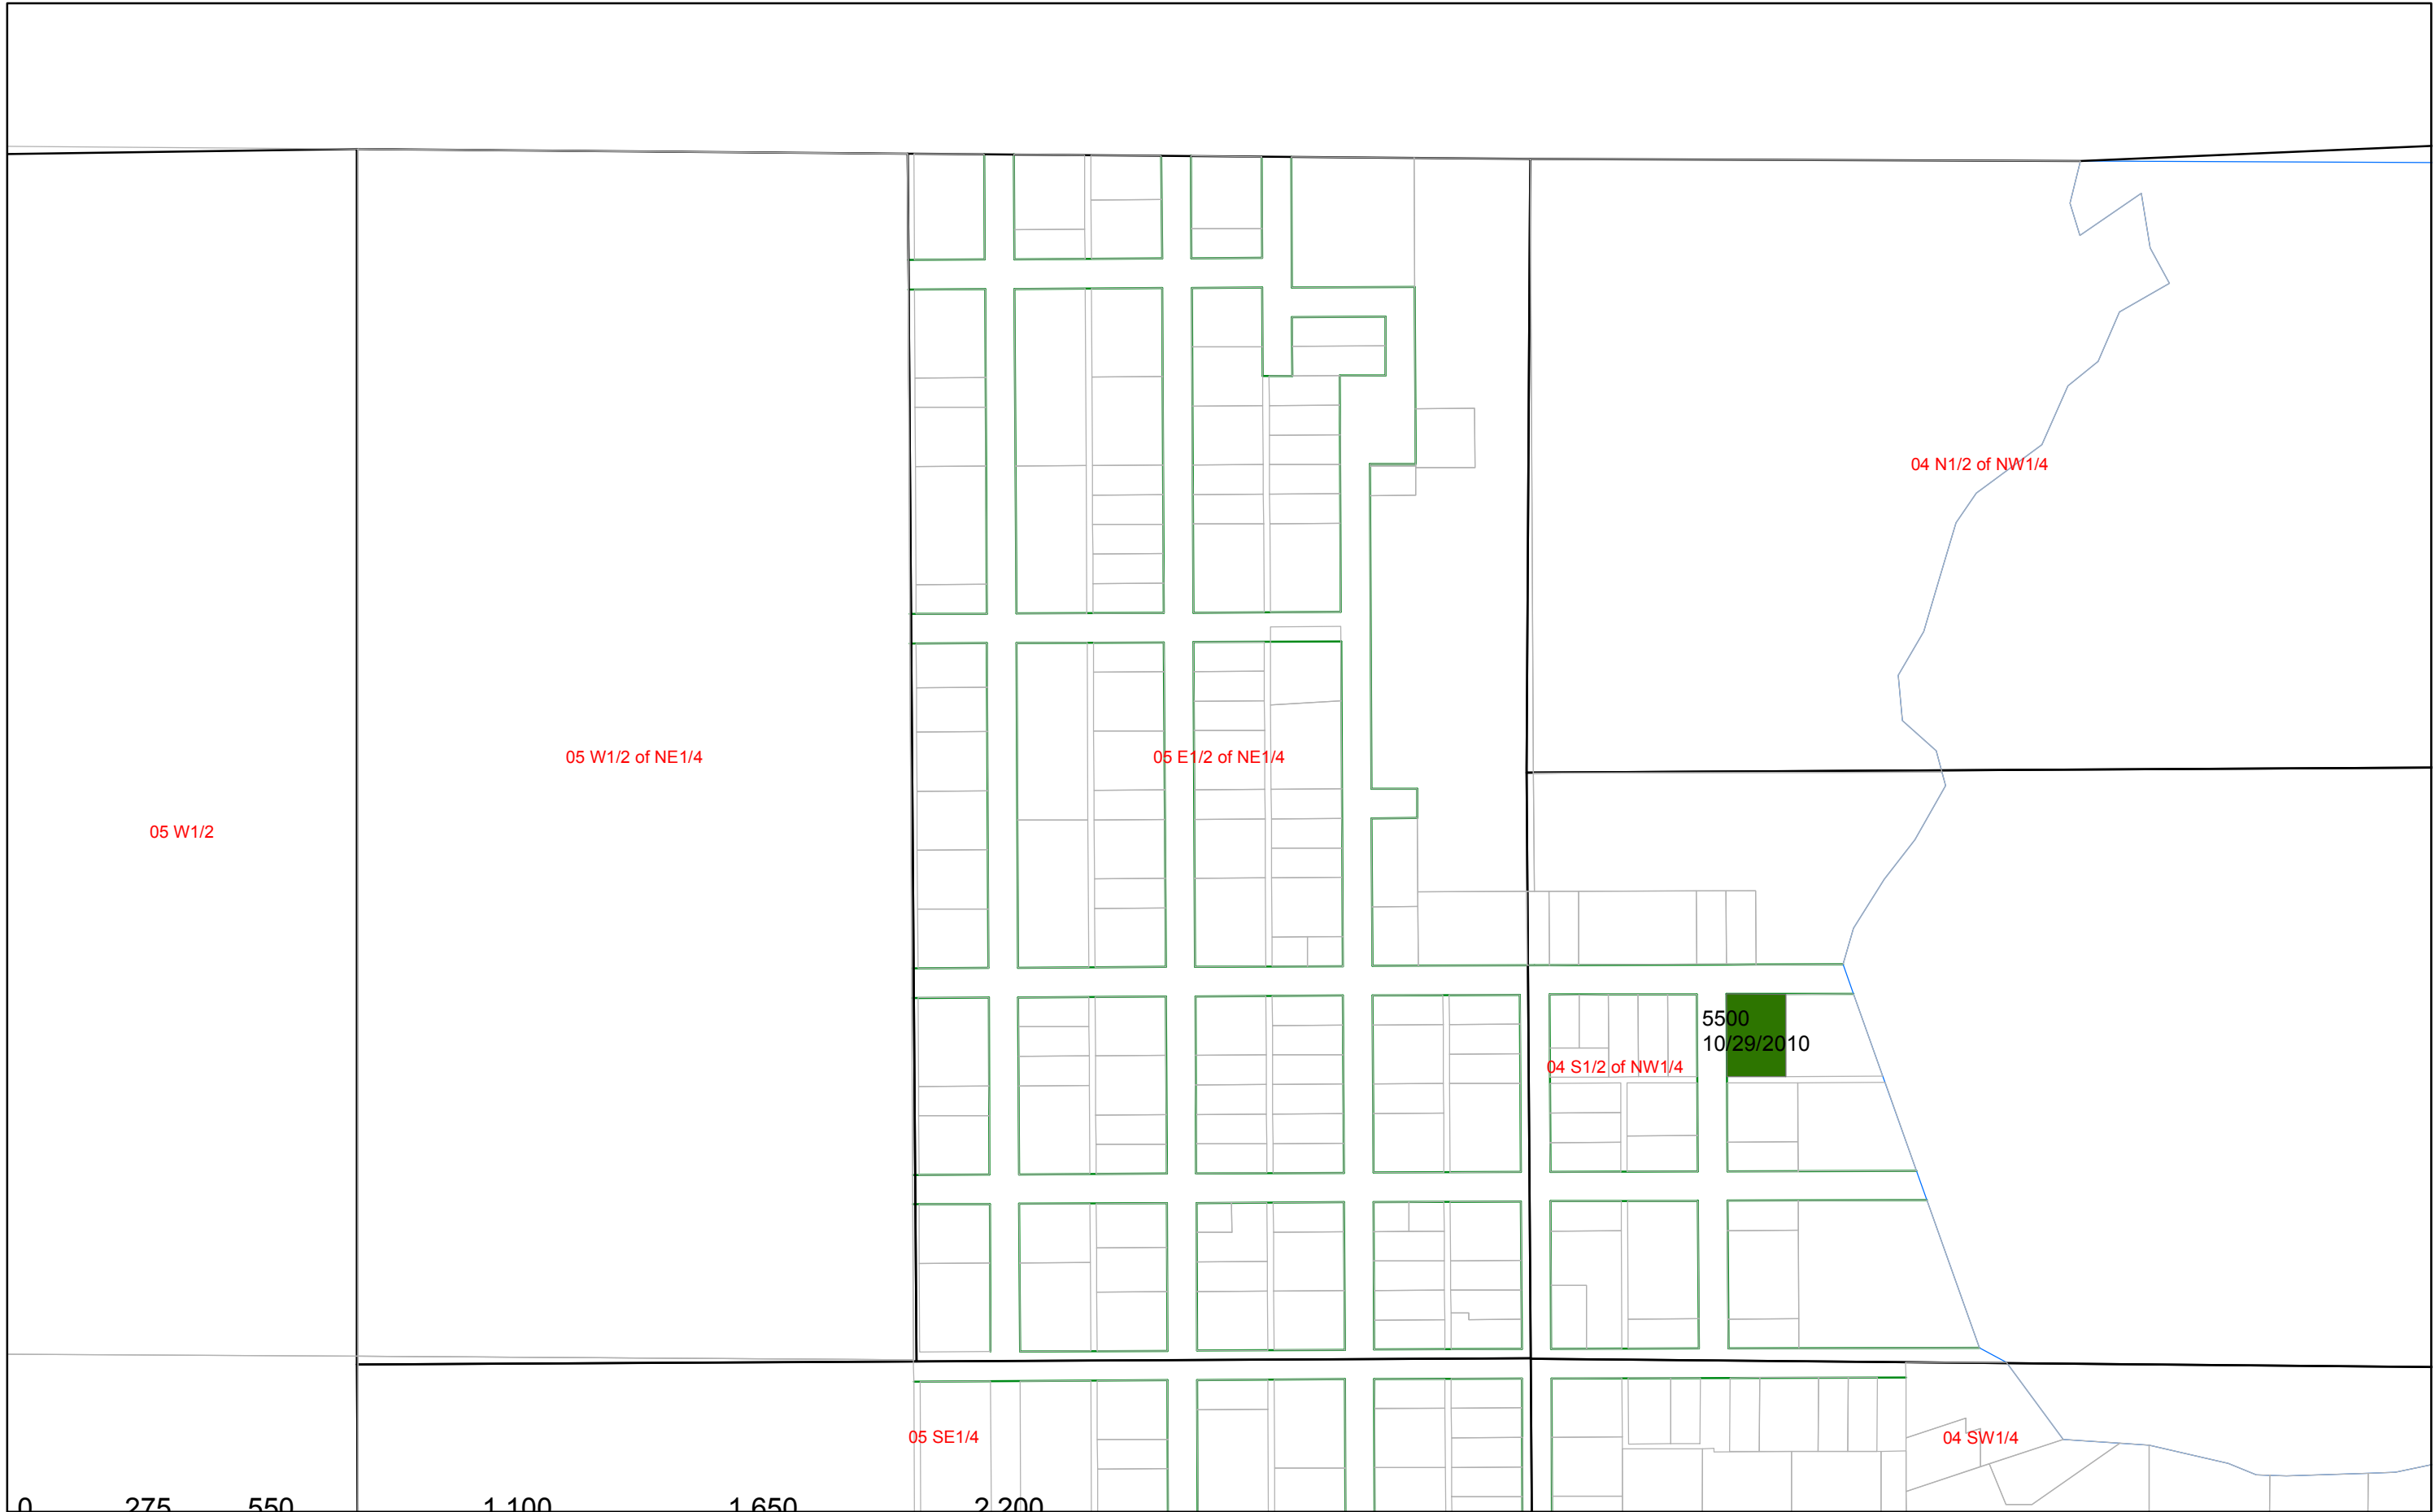 04 N1/2 of NW1/4
05 W1/2 of NE1/4
05 E1/2 of NE1/4
05 W1/2
5500
10/29/2010
04 S1/2 of NW1/4
05 SE1/4
04 SW1/4
0 275 550 1,100 1,650 2,200